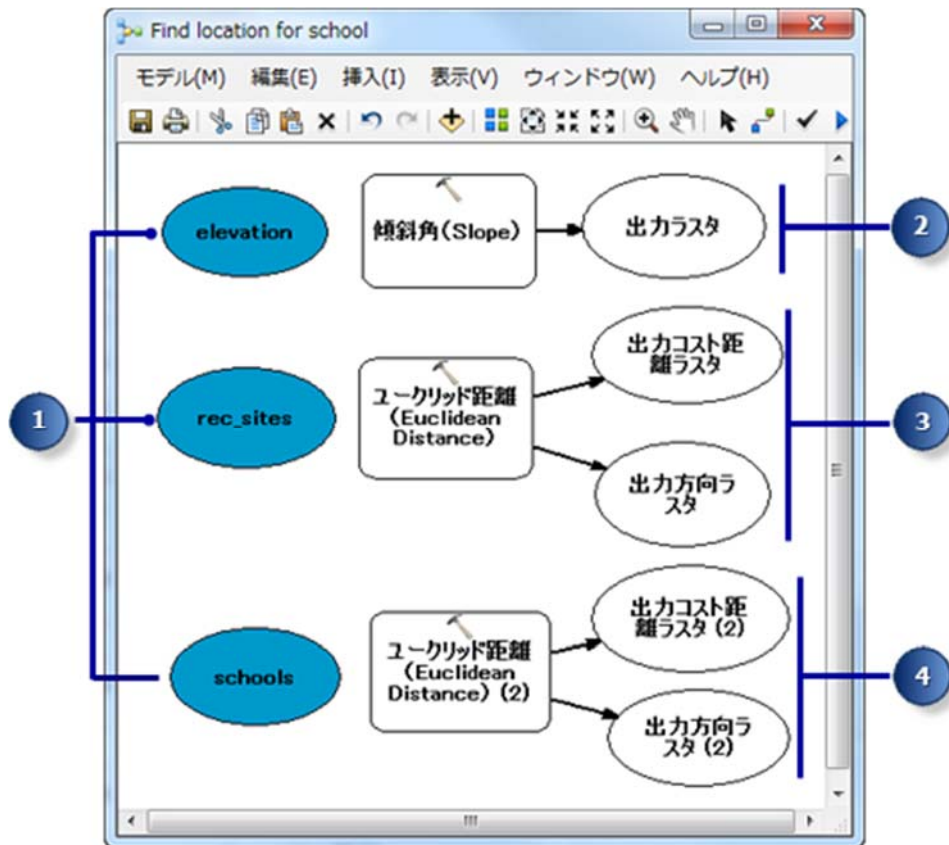 Find location for school
モデル(M) 編集(E) 挿入(I) 表示(V) ウィンドウ(W) ヘルプ(H)
elevation
傾斜角(Slope)
出力ラスタ
2
1
rec_sites
ユークリッド距離
(Euclidean
Distance)
出力コスト距
離ラスタ
出力方向ラ
スタ
3
schools
ユークリッド距離
(Euclidean
Distance) (2)
出力コスト距
離ラスタ (2)
出力方向ラ
スタ (2)
4